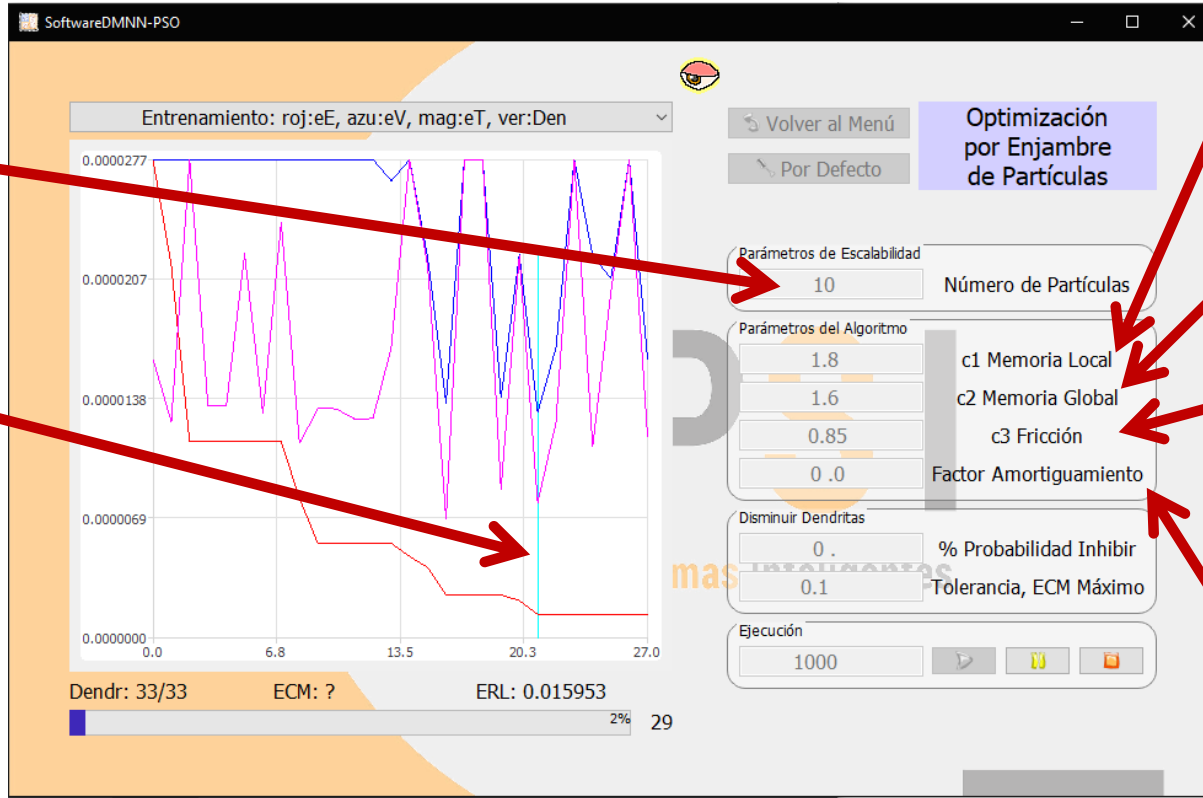 SoftwareDMNN-PSO
Entrenamiento: roj:eE, azu:eV, mag:eT, ver:Den
Volver al Menú
Por Defecto
Optimización
por Enjambre
de Partículas
0.0000277
0.0000207
0.0000138
0.0000069
0.0000000
0.0 6.8 13.5 20.3 27.0
Dendr: 33/33 ECM: ? ERL: 0.015953
2% 29
Parámetros de Escalabilidad
10 Número de Partículas
Parámetros del Algoritmo
1.8 c1 Memoria Local
1.6 c2 Memoria Global
0.85 c3 Fricción
0 .0 Factor Amortiguamiento
Disminuir Dendritas
0 . % Probabilidad Inhibir
mas inteligentes
0.1 Tolerancia, ECM Máximo
Ejecución
1000